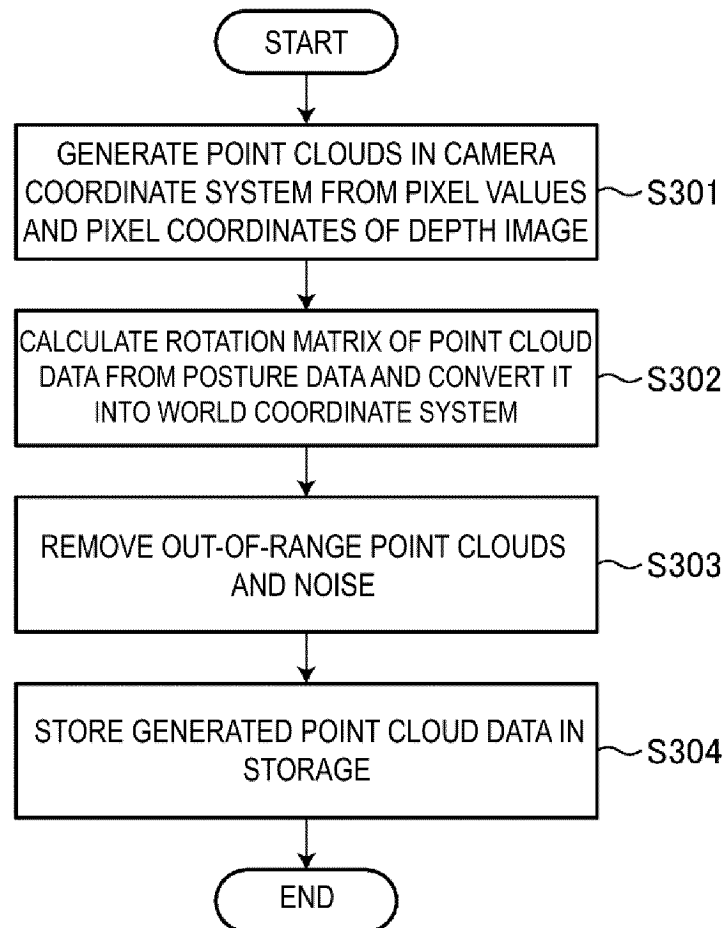 START
GENERATE POINT CLOUDS IN CAMERA
COORDINATE SYSTEM FROM PIXEL VALUES
AND PIXEL COORDINATES OF DEPTH IMAGE
S301
CALCULATE ROTATION MATRIX OF POINT CLOUD
DATA FROM POSTURE DATA AND CONVERT IT
INTO WORLD COORDINATE SYSTEM
S302
REMOVE OUT-OF-RANGE POINT CLOUDS
AND NOISE
S303
STORE GENERATED POINT CLOUD DATA IN
STORAGE
S304
END